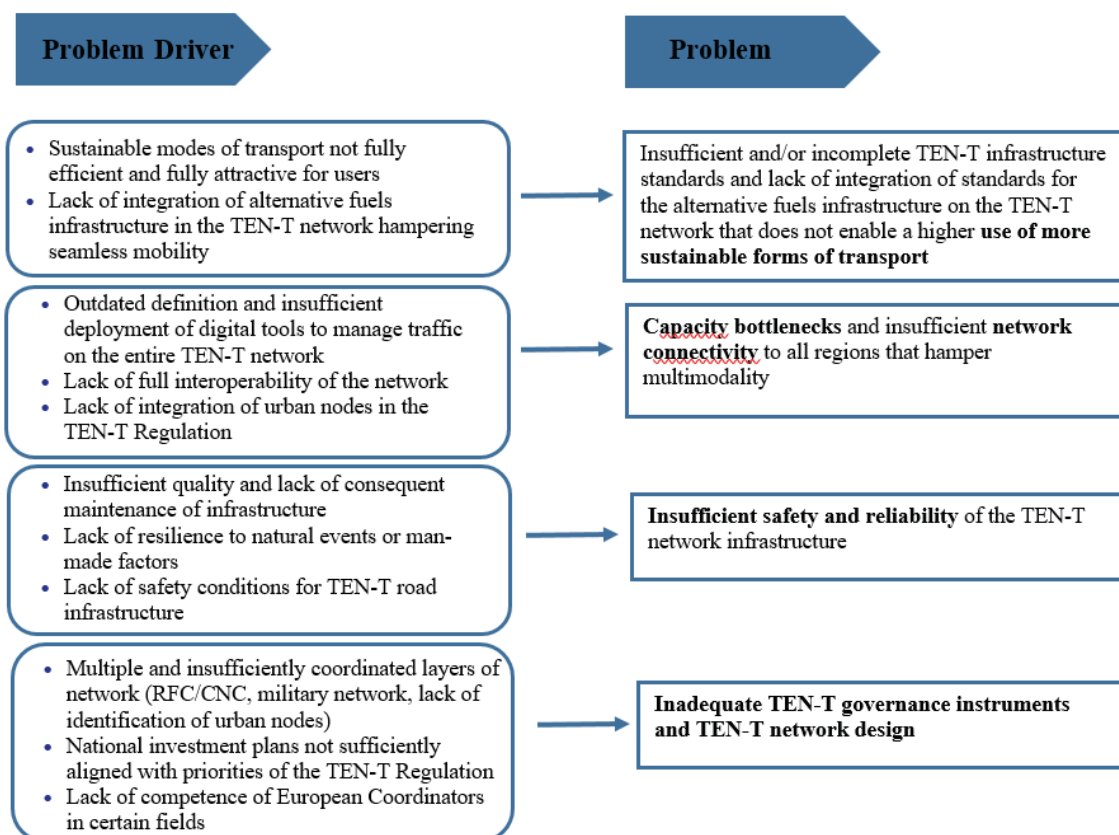 Problem Driver
Problem
Sustainable modes of transport not fully
efficient and fully attractive for users
Lack of integration of alternative fuels
infrastructure in the TEN-T network hampering
seamless mobility
Insufficient and/or incomplete TEN-T infrastructure
standards and lack of integration of standards for
the alternative fuels infrastructure on the TEN-T
network that does not enable a higher use of more
sustainable forms of transport
Outdated definition and insufficient
deployment of digital tools to manage traffic
on the entire TEN-T network
Lack of full interoperability of the network
Lack of integration of urban nodes in the
TEN-T Regulation
Capacity bottlenecks and insufficient network
connectivity to all regions that hamper
multimodality
Insufficient quality and lack of consequent
maintenance of infrastructure
Lack of resilience to natural events or man-
made factors
Lack of safety conditions for TEN-T road
infrastructure
Insufficient safety and reliability of the TEN-T
network infrastructure
Multiple and insufficiently coordinated layers of
network (RFC/CNC, military network, lack of
identification of urban nodes)
National investment plans not sufficiently
aligned with priorities of the TEN-T Regulation
Lack of competence of European Coordinators
in certain fields
Inadequate TEN-T governance instruments
and TEN-T network design